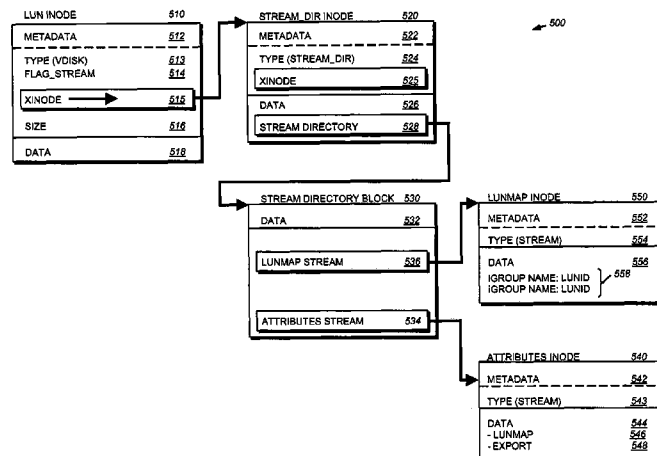 500
LUN INODE 510
METADATA 512
TYPE (VDISK) 513
FLAG_STREAM 514
XINODE 515
SIZE 516
DATA 518
STREAM_DIR INODE 520
METADATA 522
TYPE (STREAM_DIR) 524
XINODE 525
DATA 526
STREAM DIRECTORY 528
STREAM DIRECTORY BLOCK 530
DATA 532
LUNMAP STREAM 536
ATTRIBUTES STREAM 534
LUNMAP INODE 550
METADATA 552
TYPE (STREAM) 554
DATA 556
IGROUP NAME: LUNID
IGROUP NAME: LUNID
558
ATTRIBUTES INODE 540
METADATA 542
TYPE (STREAM) 543
DATA 544
- LUNMAP 546
- EXPORT 548